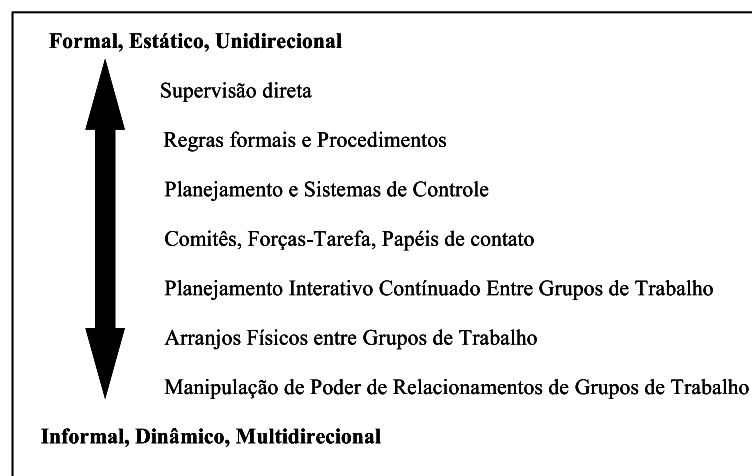 Formal, Estático, Unidirecional
Supervisão direta
Regras formais e Procedimentos
Planejamento e Sistemas de Controle
Comitês, Forças-Tarefa, Papéis de contato
Planejamento Interativo Contínuado Entre Grupos de Trabalho
Arranjos Físicos entre Grupos de Trabalho
Manipulação de Poder de Relacionamentos de Grupos de Trabalho
Informal, Dinâmico, Multidirecional